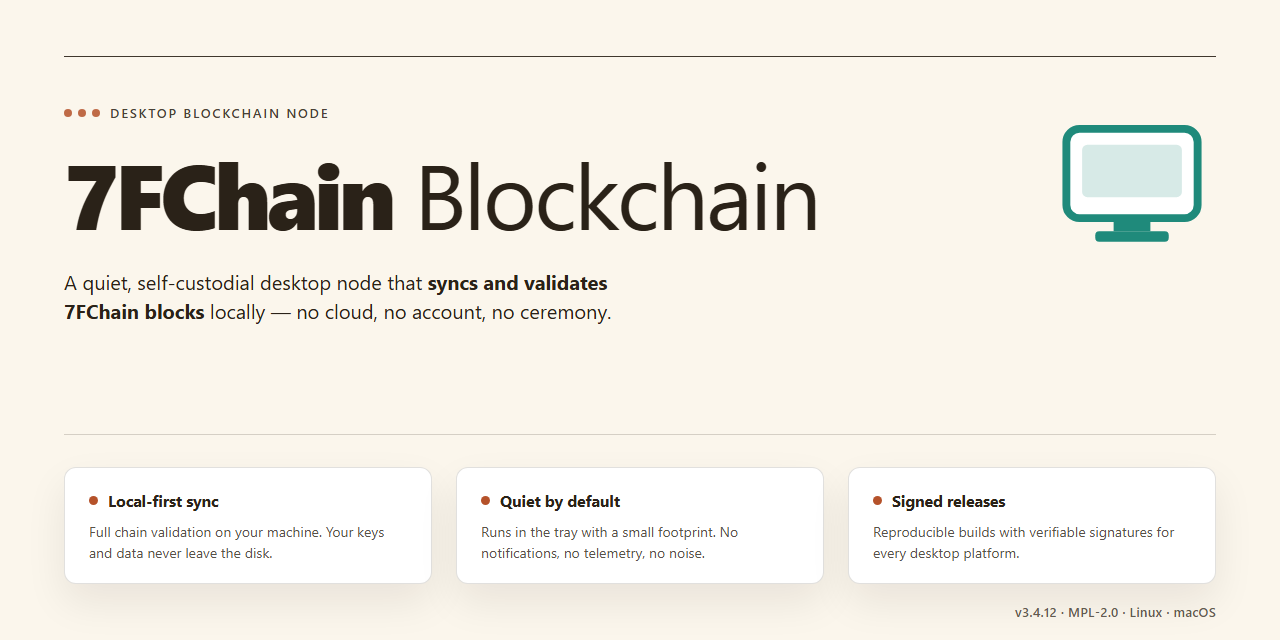 DESKTOP BLOCKCHAIN NODE
7FChain Blockchain
A quiet, self-custodial desktop node that syncs and validates
7FChain blocks locally — no cloud, no account, no ceremony.
Local-first sync
Full chain validation on your machine. Your keys
and data never leave the disk.
Quiet by default
Runs in the tray with a small footprint. No
notifications, no telemetry, no noise.
Signed releases
Reproducible builds with verifiable signatures for
every desktop platform.
v3.4.12 · MPL-2.0 · Linux · macOS